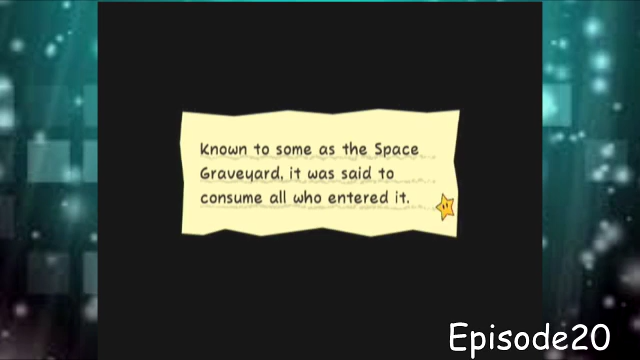 Known to some as the Space
Graveyard, it was said to
consume all who entered it.
Episode20